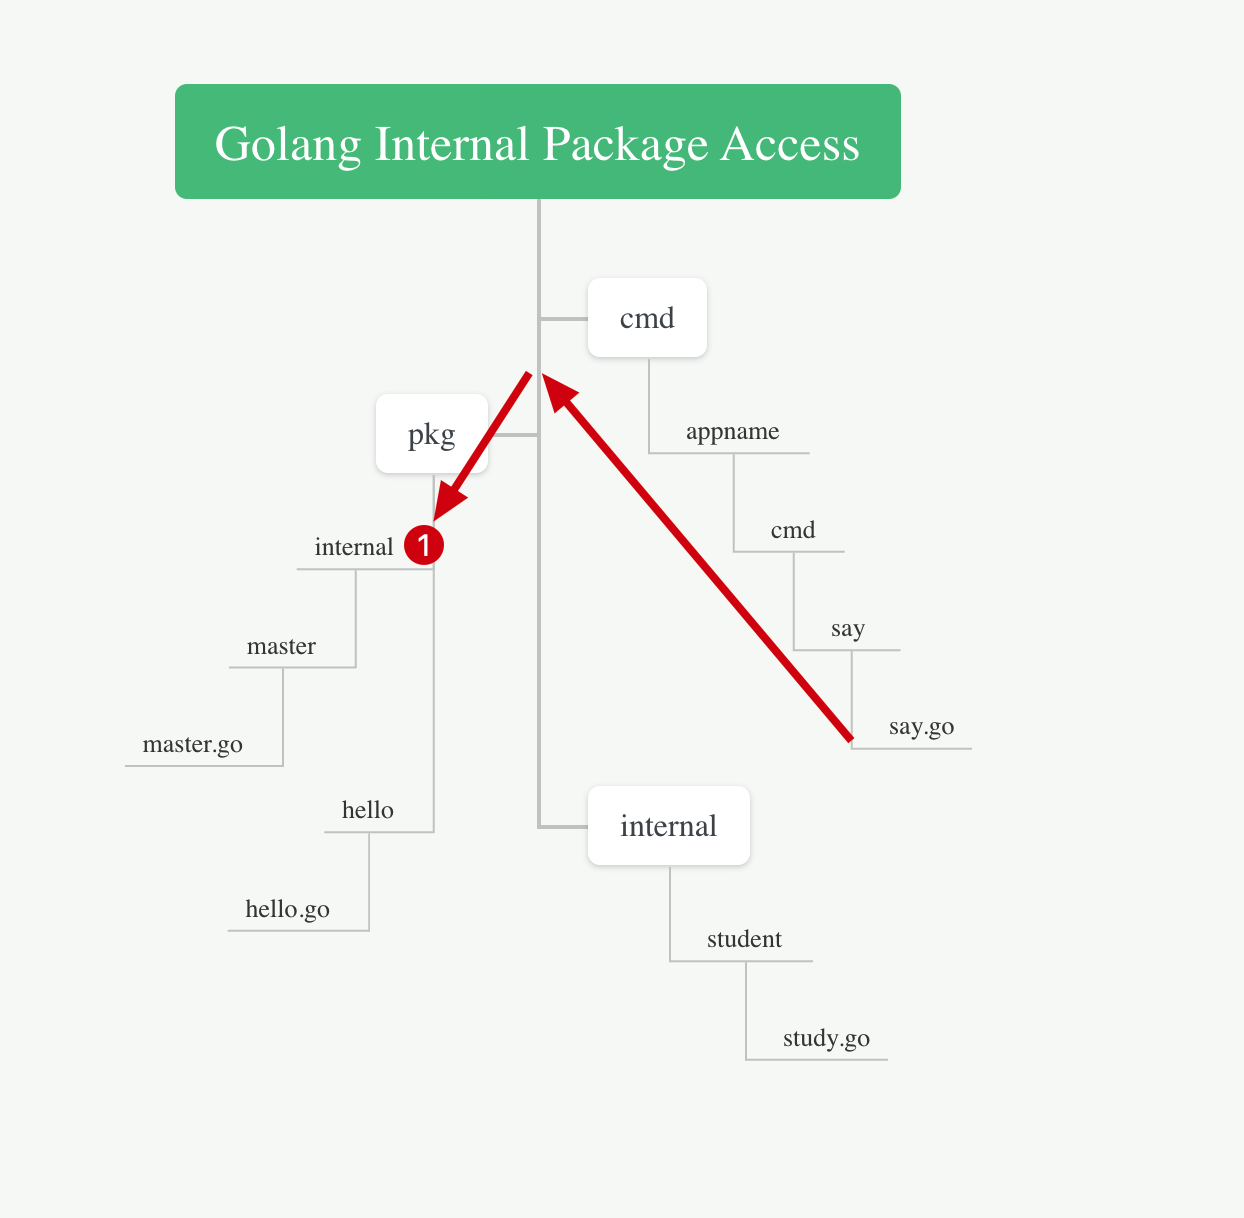 Golang Internal Package Access
cmd
appname
cmd
say
say.go
pkg
internal 1
master
master.go
hello
hello.go
internal
student
study.go